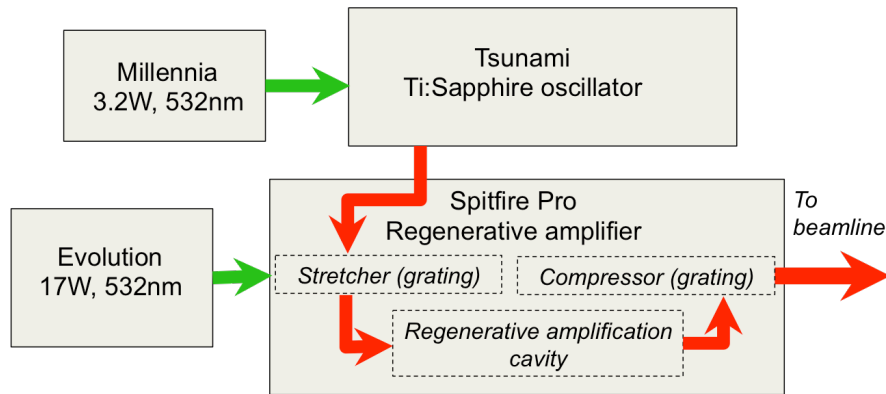 Millennia
3.2W, 532nm
Tsunami
Ti:Sapphire oscillator
Evolution
17W, 532nm
Spitfire Pro
Regenerative amplifier
Stretcher (grating)
Compressor (grating)
Regenerative amplification
cavity
To
beamline